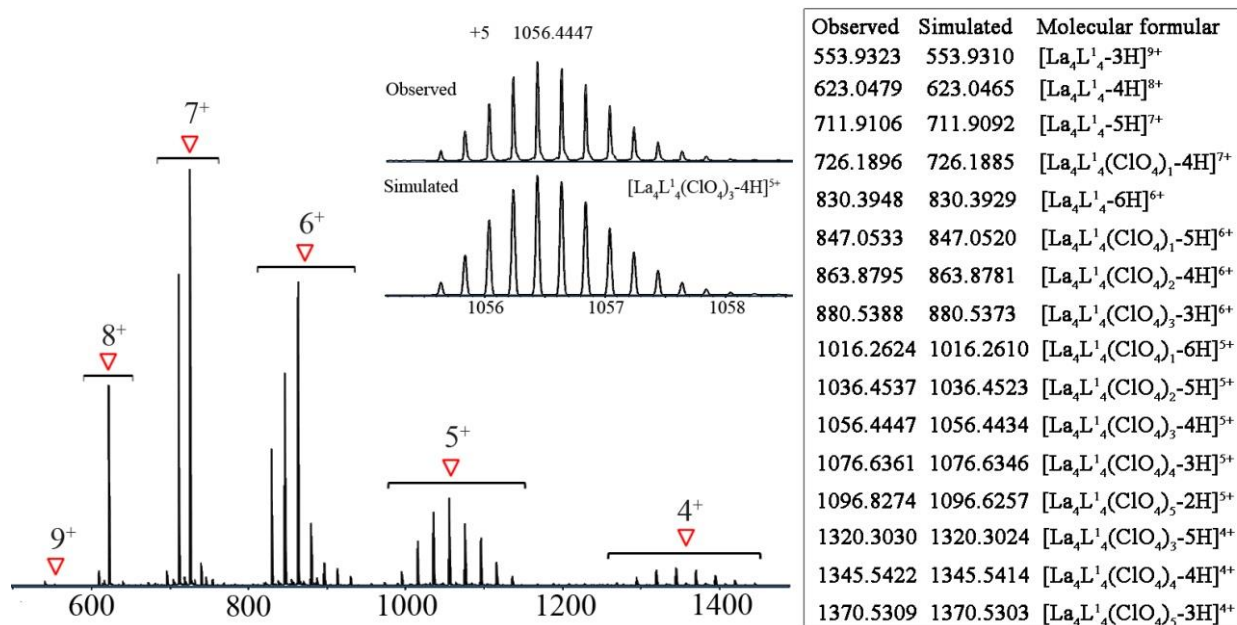 +5 1056.4447
Observed
Simulated [La₄L¹₄(ClO₄)₃-4H]⁵⁺
1056 1057 1058
9⁺
8⁺
7⁺
6⁺
5⁺
4⁺
600 800 1000 1200 1400
Observed Simulated Molecular formular
553.9323 553.9310 [La₄L¹₄-3H]⁹⁺
623.0479 623.0465 [La₄L¹₄-4H]⁸⁺
711.9106 711.9092 [La₄L¹₄-5H]⁷⁺
726.1896 726.1885 [La₄L¹₄(ClO₄)₁-4H]⁷⁺
830.3948 830.3929 [La₄L¹₄-6H]⁶⁺
847.0533 847.0520 [La₄L¹₄(ClO₄)₁-5H]⁶⁺
863.8795 863.8781 [La₄L¹₄(ClO₄)₂-4H]⁶⁺
880.5388 880.5373 [La₄L¹₄(ClO₄)₃-3H]⁶⁺
1016.2624 1016.2610 [La₄L¹₄(ClO₄)₁-6H]⁵⁺
1036.4537 1036.4523 [La₄L¹₄(ClO₄)₂-5H]⁵⁺
1056.4447 1056.4434 [La₄L¹₄(ClO₄)₃-4H]⁵⁺
1076.6361 1076.6346 [La₄L¹₄(ClO₄)₄-3H]⁵⁺
1096.8274 1096.6257 [La₄L¹₄(ClO₄)₅-2H]⁵⁺
1320.3030 1320.3024 [La₄L¹₄(ClO₄)₃-5H]⁴⁺
1345.5422 1345.5414 [La₄L¹₄(ClO₄)₄-4H]⁴⁺
1370.5309 1370.5303 [La₄L¹₄(ClO₄)₅-3H]⁴⁺